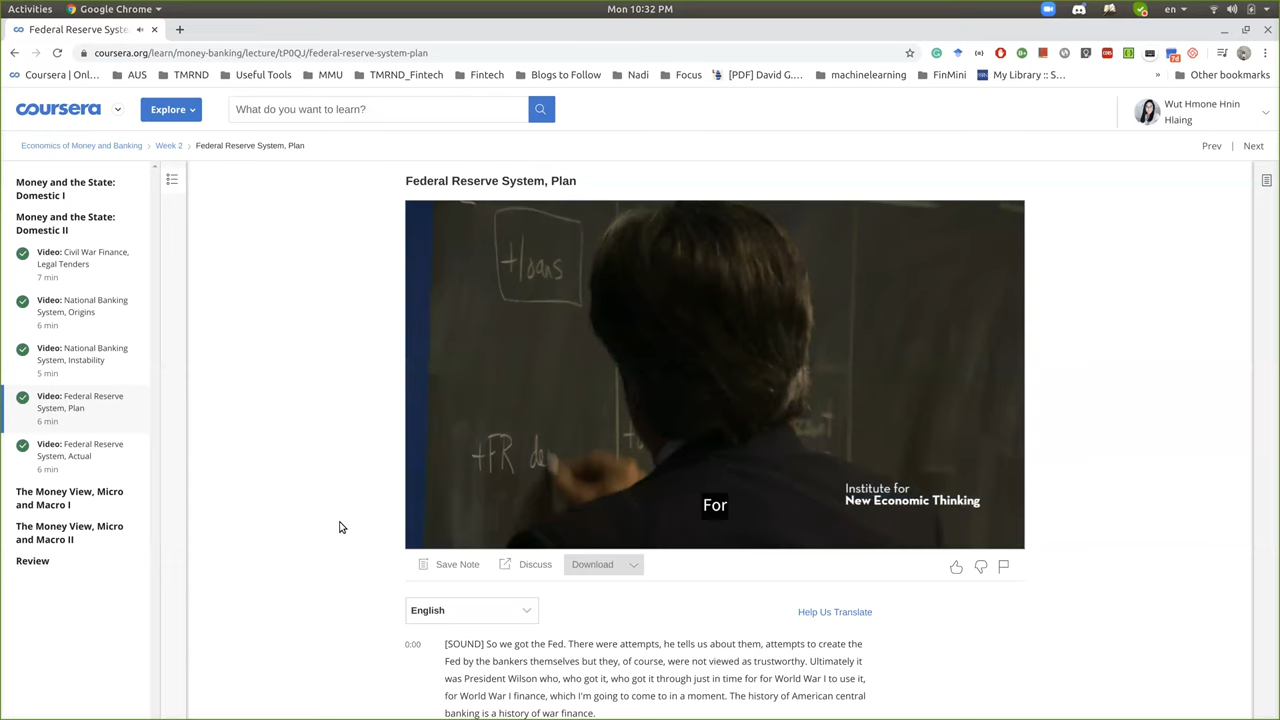 Activities
Google Chrome
Mon 10:32 PM
en
Federal Reserve Syste
coursera.org/learn/money-banking/lecture/tP0QJ/federal-reserve-system-plan
7d
Coursera | Onl...
AUS
TMRND
Useful Tools
MMU
TMRND_Fintech
Fintech
Blogs to Follow
Nadi
Focus
[PDF] David G....
machinelearning
FinMini
My Library :: S...
»
Other bookmarks
coursera
Explore
What do you want to learn?
Wut Hmone Hnin
Hlaing
Economics of Money and Banking
Week 2
Federal Reserve System, Plan
Prev | Next
Money and the State:
Domestic I
Money and the State:
Domestic II
Video: Civil War Finance,
Legal Tenders
7 min
Video: National Banking
System, Origins
6 min
Video: National Banking
System, Instability
5 min
Video: Federal Reserve
System, Plan
6 min
Video: Federal Reserve
System, Actual
6 min
The Money View, Micro
and Macro I
The Money View, Micro
and Macro II
Review
Federal Reserve System, Plan
+loans
+FR de
For
Institute for
New Economic Thinking
Save Note
Discuss
Download
English
Help Us Translate
0:00
[SOUND] So we got the Fed. There were attempts, he tells us about them, attempts to create the
Fed by the bankers themselves but they, of course, were not viewed as trustworthy. Ultimately it
was President Wilson who, who got it, who got it through just in time for for World War I to use it,
for World War I finance, which I'm going to come to in a moment. The history of American central
banking is a history of war finance.